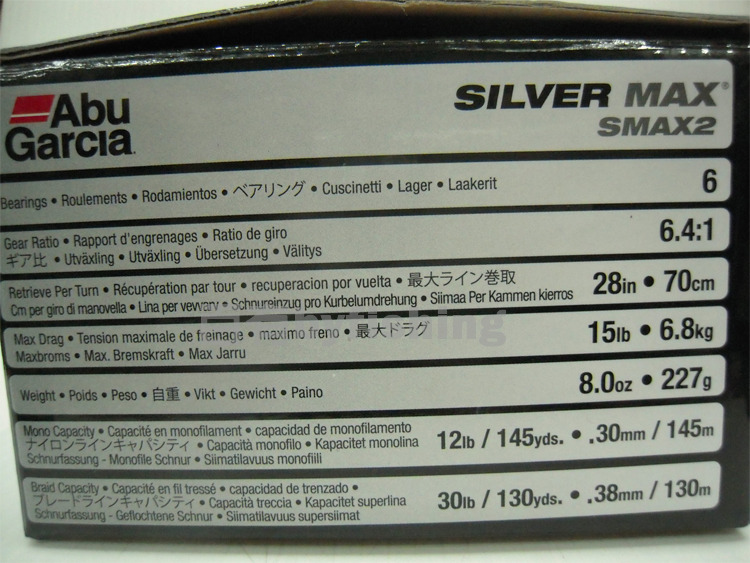 Abu
Garcia
SILVER MAX®
SMAX2
Bearings • Roulements • Rodamientos • ベアリング • Cuscinetti • Lager • Laakerit
6
Gear Ratio • Rapport d'engrenages • Ratio de giro
ギア比 • Utväxling • Utväxling • Übersetzung • Välitys
6.4:1
Retrieve Per Turn • Récupération par tour • recuperacion por vuelta • 最大ライン巻取
Cm per giro di manovella • Lina per vevvarv • Schnureinzug pro Kurbelumdrehung • Siimaa Per Kammen kierros
28in • 70cm
Max Drag • Tension maximale de freinage • maximo freno • 最大ドラグ
Maxbroms • Max. Bremskraft • Max Jarru
15lb • 6.8kg
Weight • Poids • Peso • 自重 • Vikt • Gewicht • Paino
8.0oz • 227g
Mono Capacity • Capacité en monofilament • capacidad de monofilamento
ナイロンラインキャパシティ • Capacità monofilo • Kapacitet monolina
Schnurfassung - Monofile Schnur • Siimatilavuus monofiili
12lb / 145yds. • .30mm / 145m
Braid Capacity • Capacité en fil tressé • capacidad de trenzado •
ブレードラインキャパシティ • Capacità treccia • Kapacitet superlina
Schnurfassung - Geflochtene Schnur • Siimatilavuus supersiimat
30lb / 130yds. • .38mm / 130m
byfishing